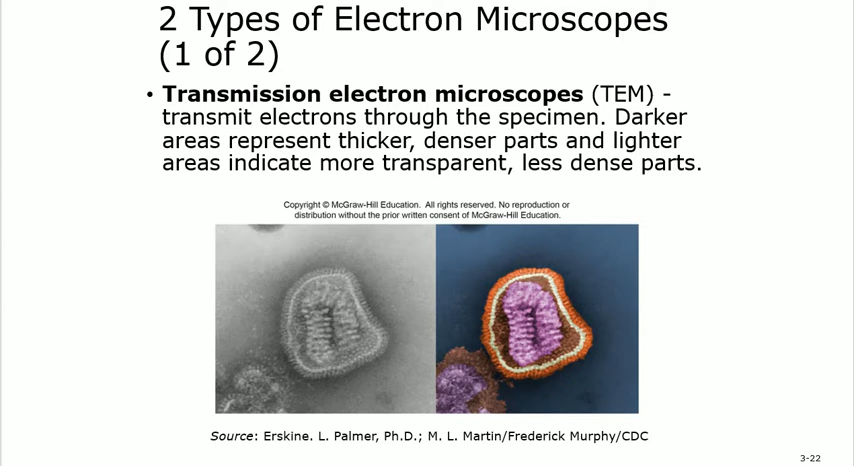 2 Types of Electron Microscopes
(1 of 2)
• Transmission electron microscopes (TEM) -
transmit electrons through the specimen. Darker
areas represent thicker, denser parts and lighter
areas indicate more transparent, less dense parts.
Copyright © McGraw-Hill Education. All rights reserved. No reproduction or
distribution without the prior written consent of McGraw-Hill Education.
Source: Erskine. L. Palmer, Ph.D.; M. L. Martin/Frederick Murphy/CDC
3-22